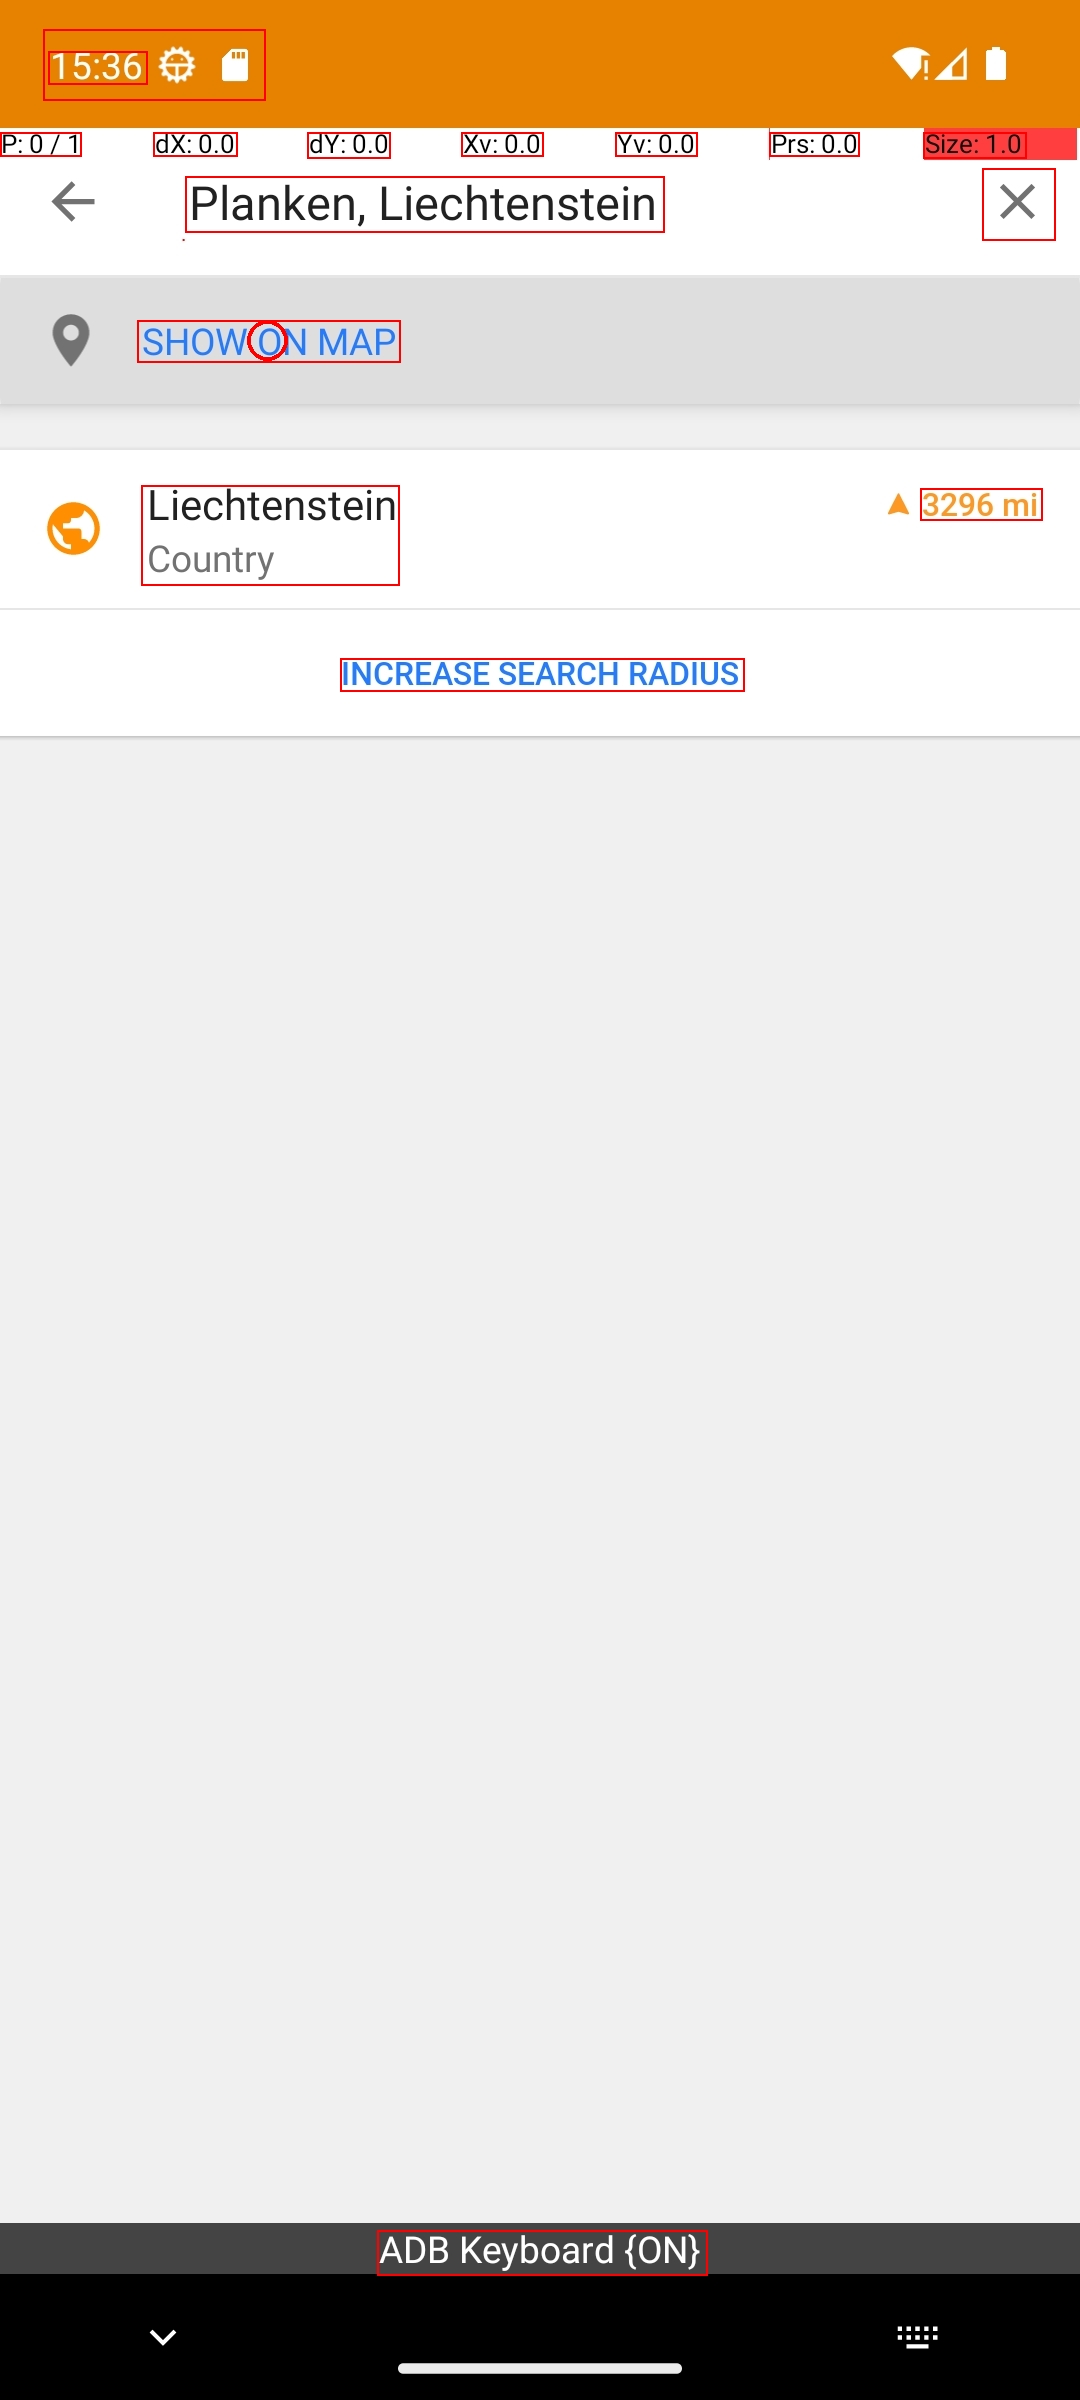 15:36
P: 0 / 1 dX: 0.0 dY: 0.0 Xv: 0.0 Yv: 0.0 Prs: 0.0 Size: 1.0
Planken, Liechtenstein
SHOW ON MAP
Liechtenstein 3296 mi
Country
INCREASE SEARCH RADIUS
ADB Keyboard {ON}